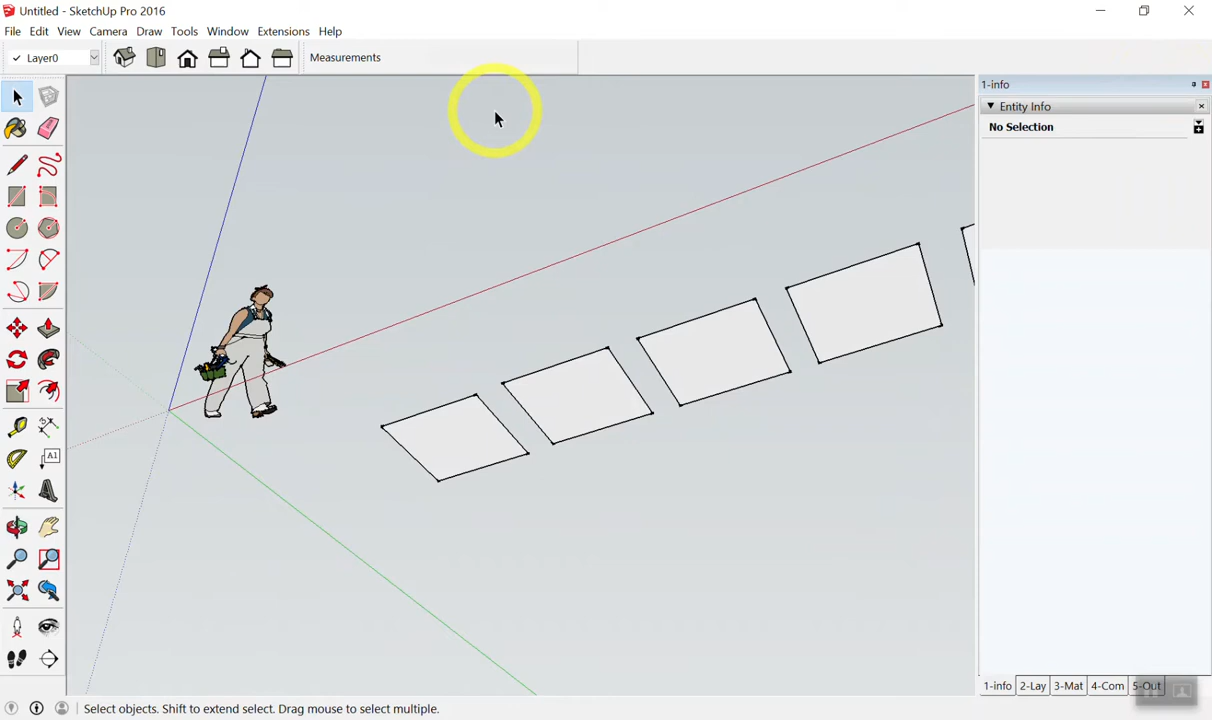 Untitled - SketchUp Pro 2016
File Edit View Camera Draw Tools Window Extensions Help
Layer0
Measurements
1-info
Entity Info
No Selection
A1
1-info 2-Lay 3-Mat 4-Com 5-Out
Select objects. Shift to extend select. Drag mouse to select multiple.